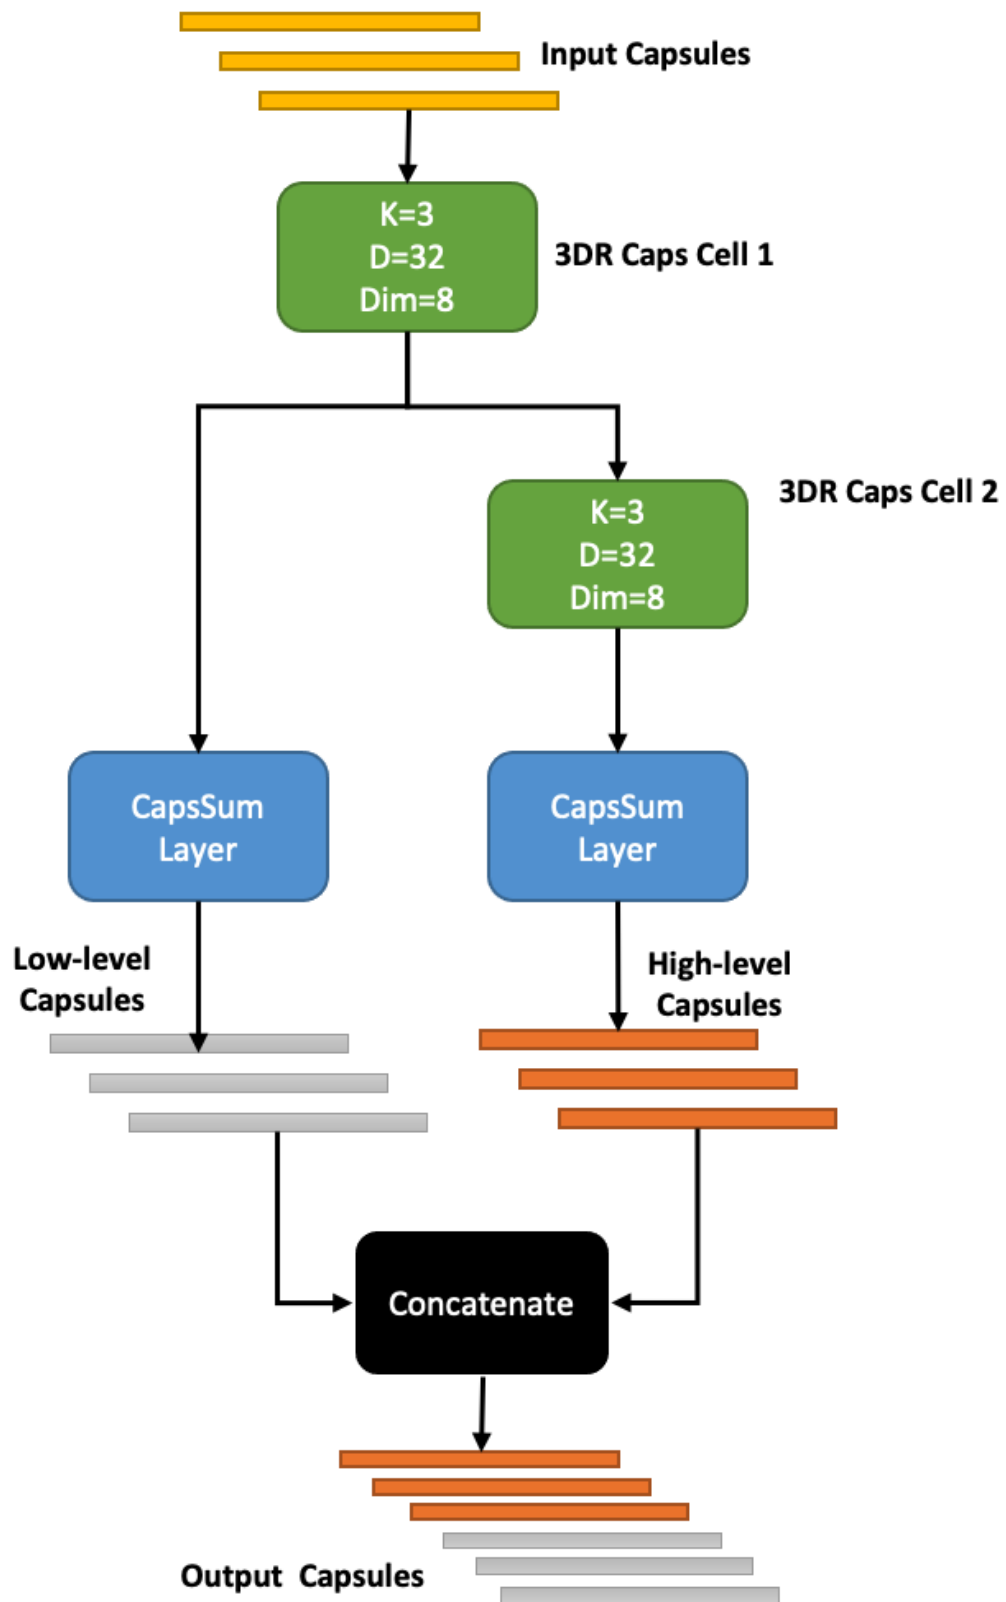 Input Capsules
K=3
D=32
Dim=8
3DR Caps Cell 1
3DR Caps Cell 2
K=3
D=32
Dim=8
CapsSum
Layer
CapsSum
Layer
Low-level
Capsules
High-level
Capsules
Concatenate
Output Capsules